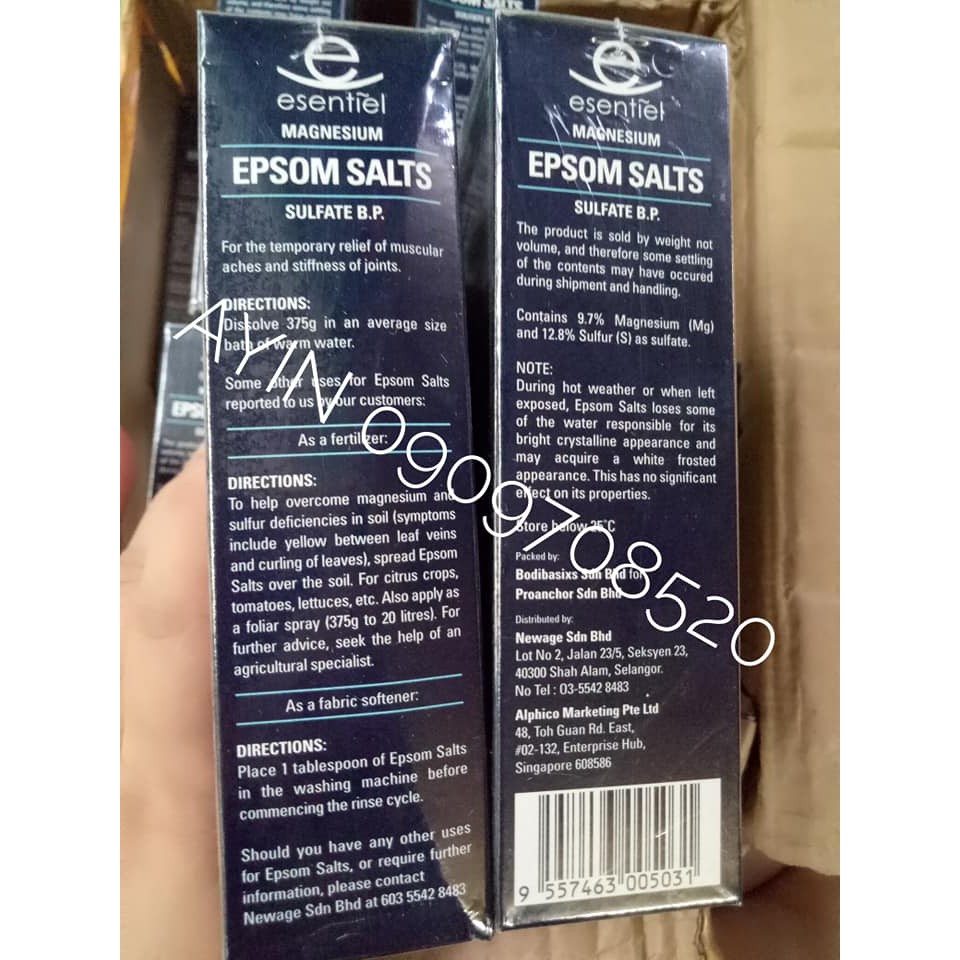 esentiel
MAGNESIUM
EPSOM SALTS
SULFATE B.P.
For the temporary relief of muscular
aches and stiffness of joints.
DIRECTIONS:
Dissolve 375g in an average size
bath of warm water.
Some other uses for Epsom Salts
reported to us by our customers:
As a fertilizer:
DIRECTIONS:
To help overcome magnesium and
sulfur deficiencies in soil (symptoms
include yellow between leaf veins
and curling of leaves), spread Epsom
Salts over the soil. For citrus crops,
tomatoes, lettuces, etc. Also apply as
a foliar spray (375g to 20 litres). For
further advice, seek the help of an
agricultural specialist.
As a fabric softener:
DIRECTIONS:
Place 1 tablespoon of Epsom Salts
in the washing machine before
commencing the rinse cycle.
Should you have any other uses
for Epsom Salts, or require further
information, please contact
Newage Sdn Bhd at 603 5542 8483
esentiel
MAGNESIUM
EPSOM SALTS
SULFATE B.P.
The product is sold by weight not
volume, and therefore some settling
of the contents may have occured
during shipment and handling.
Contains 9.7% Magnesium (Mg)
and 12.8% Sulfur (S) as sulfate.
NOTE:
During hot weather or when left
exposed, Epsom Salts loses some
of the water responsible for its
bright crystalline appearance and
may acquire a white frosted
appearance. This has no significant
effect on its properties.
Store below 25°C
Packed by:
Bodibasixs Sdn Bhd for
Proanchor Sdn Bhd
Distributed by:
Newage Sdn Bhd
Lot No 2, Jalan 23/5, Seksyen 23,
40300 Shah Alam, Selangor.
No Tel : 03-5542 8483
Alphico Marketing Pte Ltd
48, Toh Guan Rd. East,
#02-132, Enterprise Hub,
Singapore 608586
9 557463 005031
AYIN 0909708520